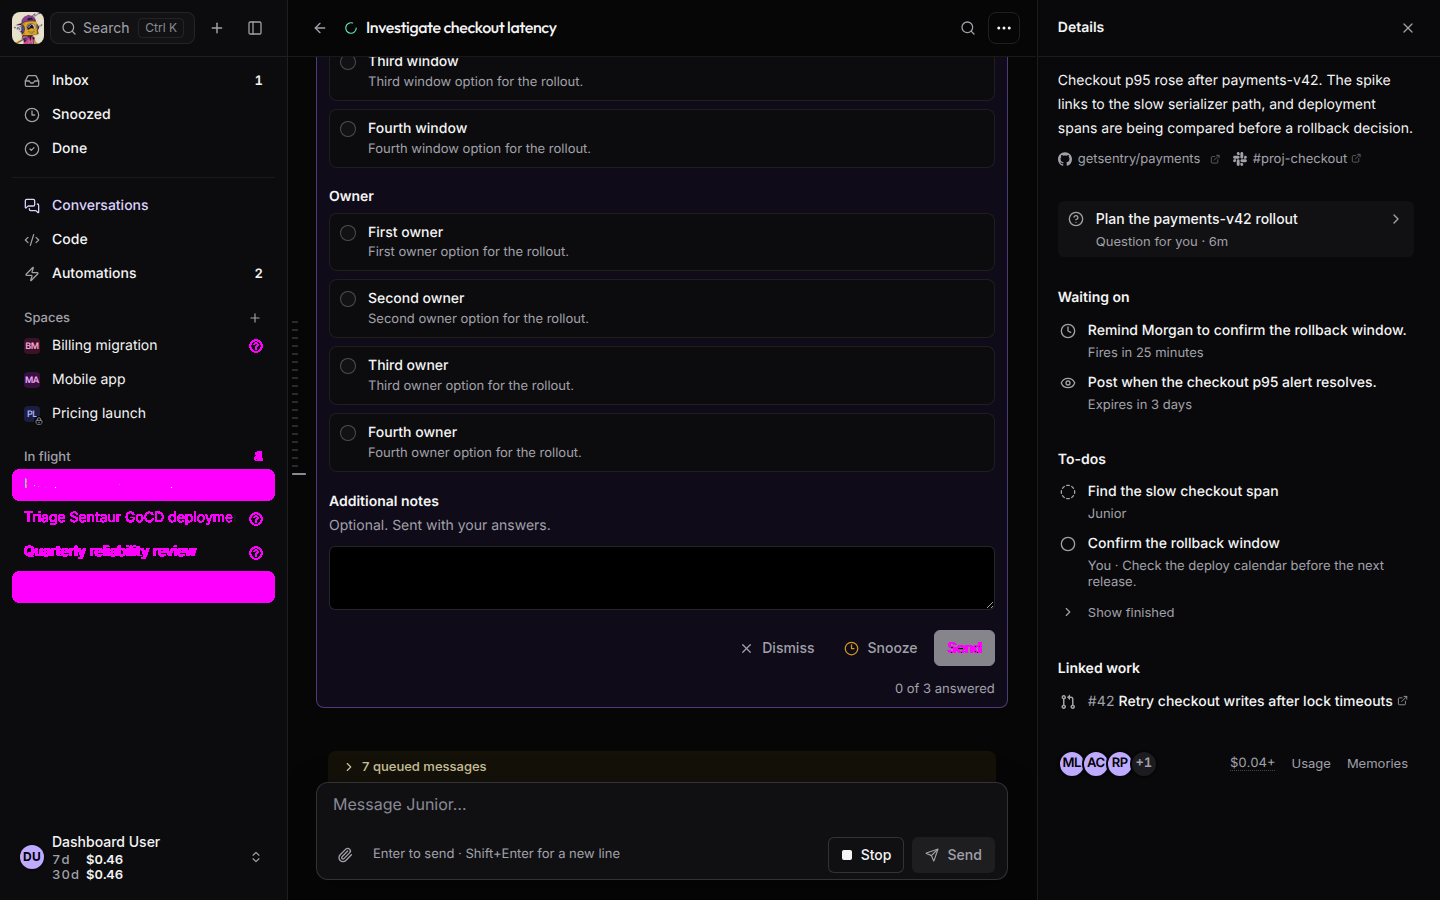 Search Ctrl K
Inbox 1
Snoozed
Done
Conversations
Code
Automations 2
Spaces
BM Billing migration
MA Mobile app
PL Pricing launch
In flight
Triage Sentaur GoCD deployme
Quarterly reliability review
DU Dashboard User
7d $0.46
30d $0.46
Investigate checkout latency
Third window
Third window option for the rollout.
Fourth window
Fourth window option for the rollout.
Owner
First owner
First owner option for the rollout.
Second owner
Second owner option for the rollout.
Third owner
Third owner option for the rollout.
Fourth owner
Fourth owner option for the rollout.
Additional notes
Optional. Sent with your answers.
Dismiss Snooze Send
0 of 3 answered
7 queued messages
Message Junior...
Enter to send · Shift+Enter for a new line
Stop Send
Details
Checkout p95 rose after payments-v42. The spike
links to the slow serializer path, and deployment
spans are being compared before a rollback decision.
getsentry/payments #proj-checkout
Plan the payments-v42 rollout
Question for you · 6m
Waiting on
Remind Morgan to confirm the rollback window.
Fires in 25 minutes
Post when the checkout p95 alert resolves.
Expires in 3 days
To-dos
Find the slow checkout span
Junior
Confirm the rollback window
You · Check the deploy calendar before the next
release.
Show finished
Linked work
#42 Retry checkout writes after lock timeouts
ML AC RP +1 $0.04+ Usage Memories